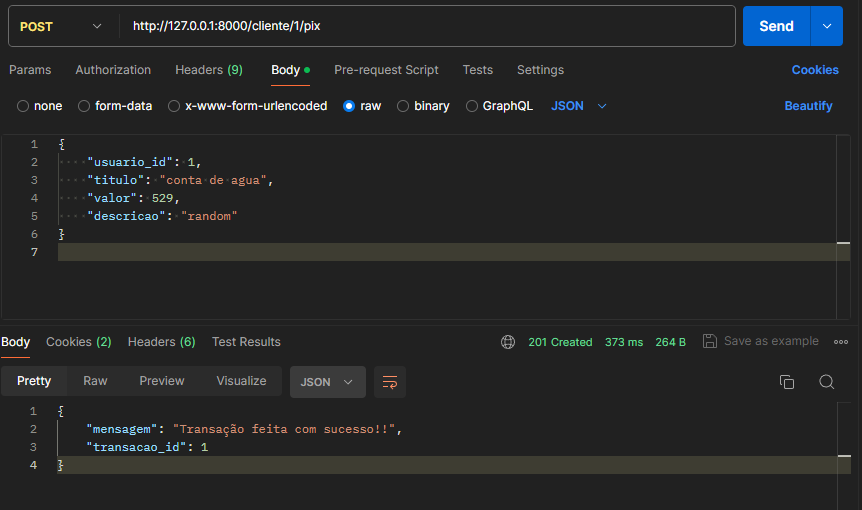 POST http://127.0.0.1:8000/cliente/1/pix Send
Params Authorization Headers (9) Body Pre-request Script Tests Settings Cookies
none form-data x-www-form-urlencoded raw binary GraphQL JSON Beautify
1 {
2 "usuario_id": 1,
3 "titulo": "conta de agua",
4 "valor": 529,
5 "descricao": "random"
6 }
7
Body Cookies (2) Headers (6) Test Results 201 Created 373 ms 264 B Save as example
Pretty Raw Preview Visualize JSON
1 {
2 "mensagem": "Transação feita com sucesso!!",
3 "transacao_id": 1
4 }